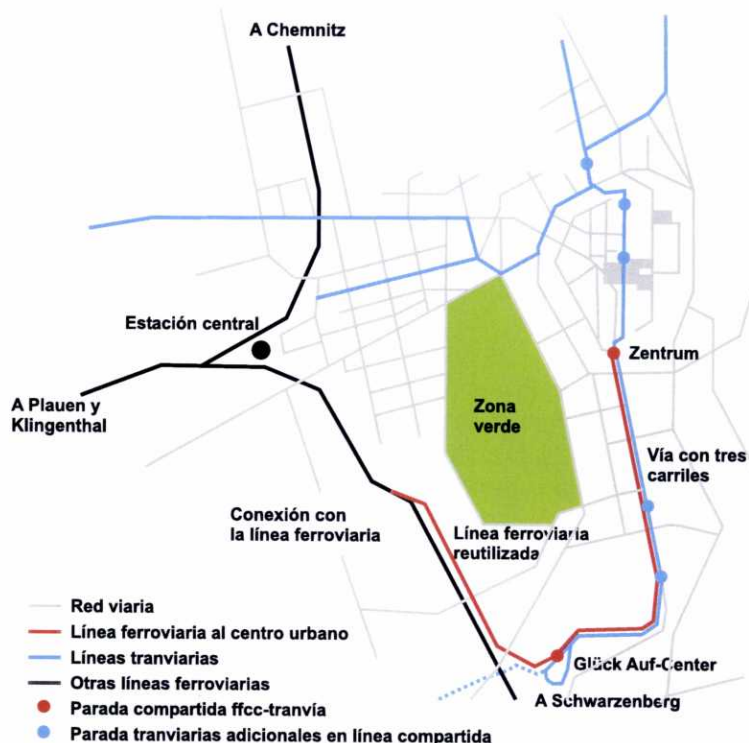 A Chemnitz
Estación central
Zentrum
A Plauen y
Klingenthal
Zona
verde
Vía con tres
carriles
Conexión con
la línea ferroviaria
Línea ferroviaria
reutilizada
Red viaria
Línea ferroviaria al centro urbano
Líneas tranviarias
Glück Auf-Center
Otras líneas ferroviarias
A Schwarzenberg
Parada compartida ffcc-tranvía
Parada tranviarias adicionales en línea compartida